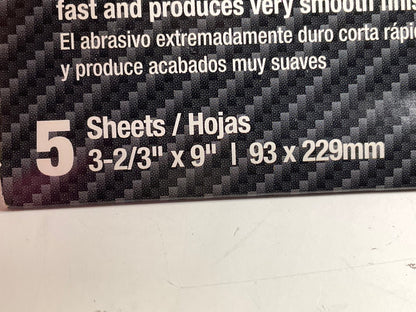 fast and produces very smooth
El abrasivo extremadamente duro corta
y produce acabados muy suaves
5 Sheets / Hojas
3-2/3" x 9" | 93 x 229mm